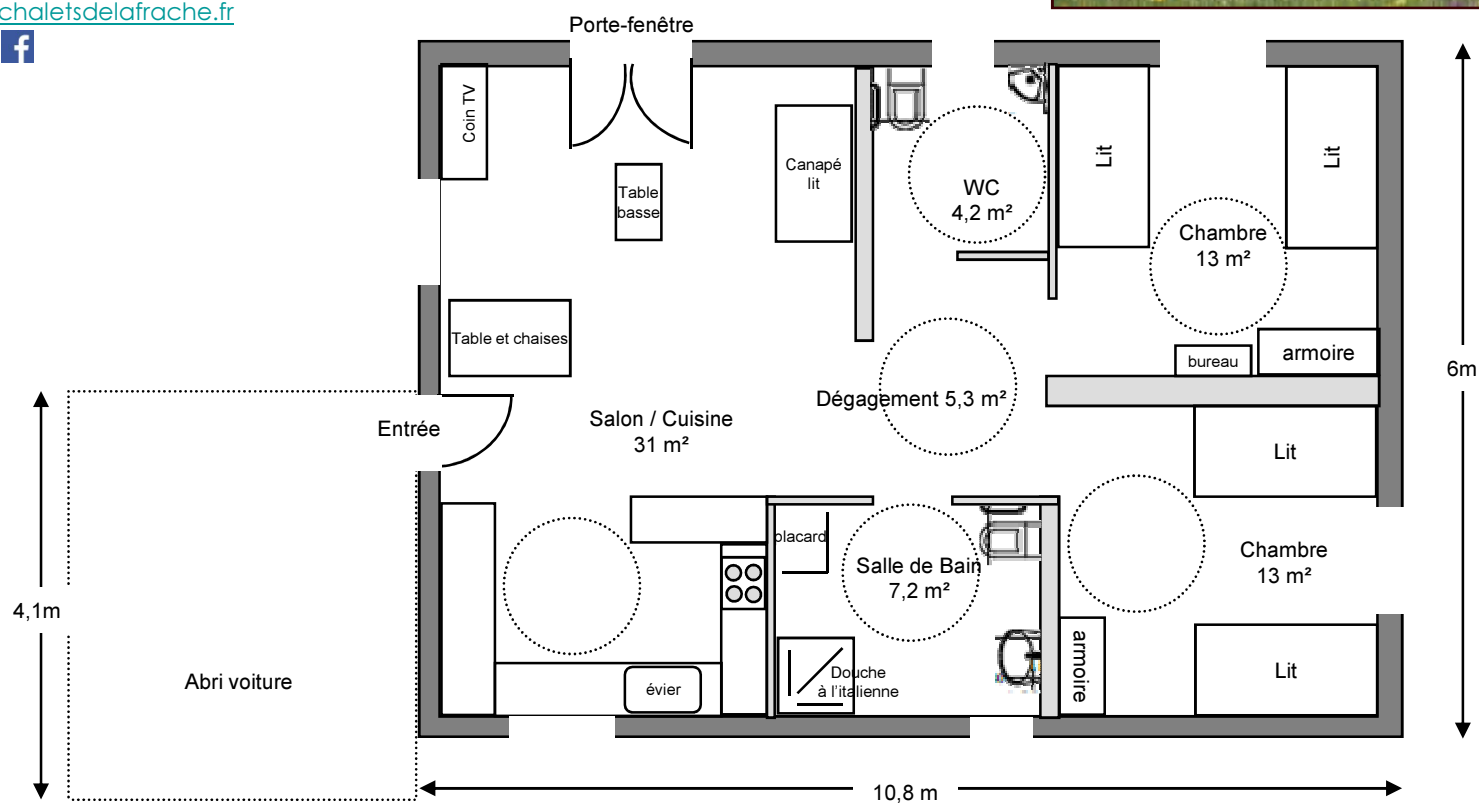 chaletsdelafrache.fr
f
Porte-fenêtre
Coin TV
Table
basse
Canapé
lit
WC
4,2 m²
Lit
Lit
Chambre
13 m²
Table et chaises
bureau
armoire
6m
Entrée
Salon / Cuisine
31 m²
Dégagement 5,3 m²
Lit
placard
Salle de Bain
7,2 m²
Chambre
13 m²
4,1m
Abri voiture
évier
Douche
à l'italienne
armoire
Lit
10,8 m